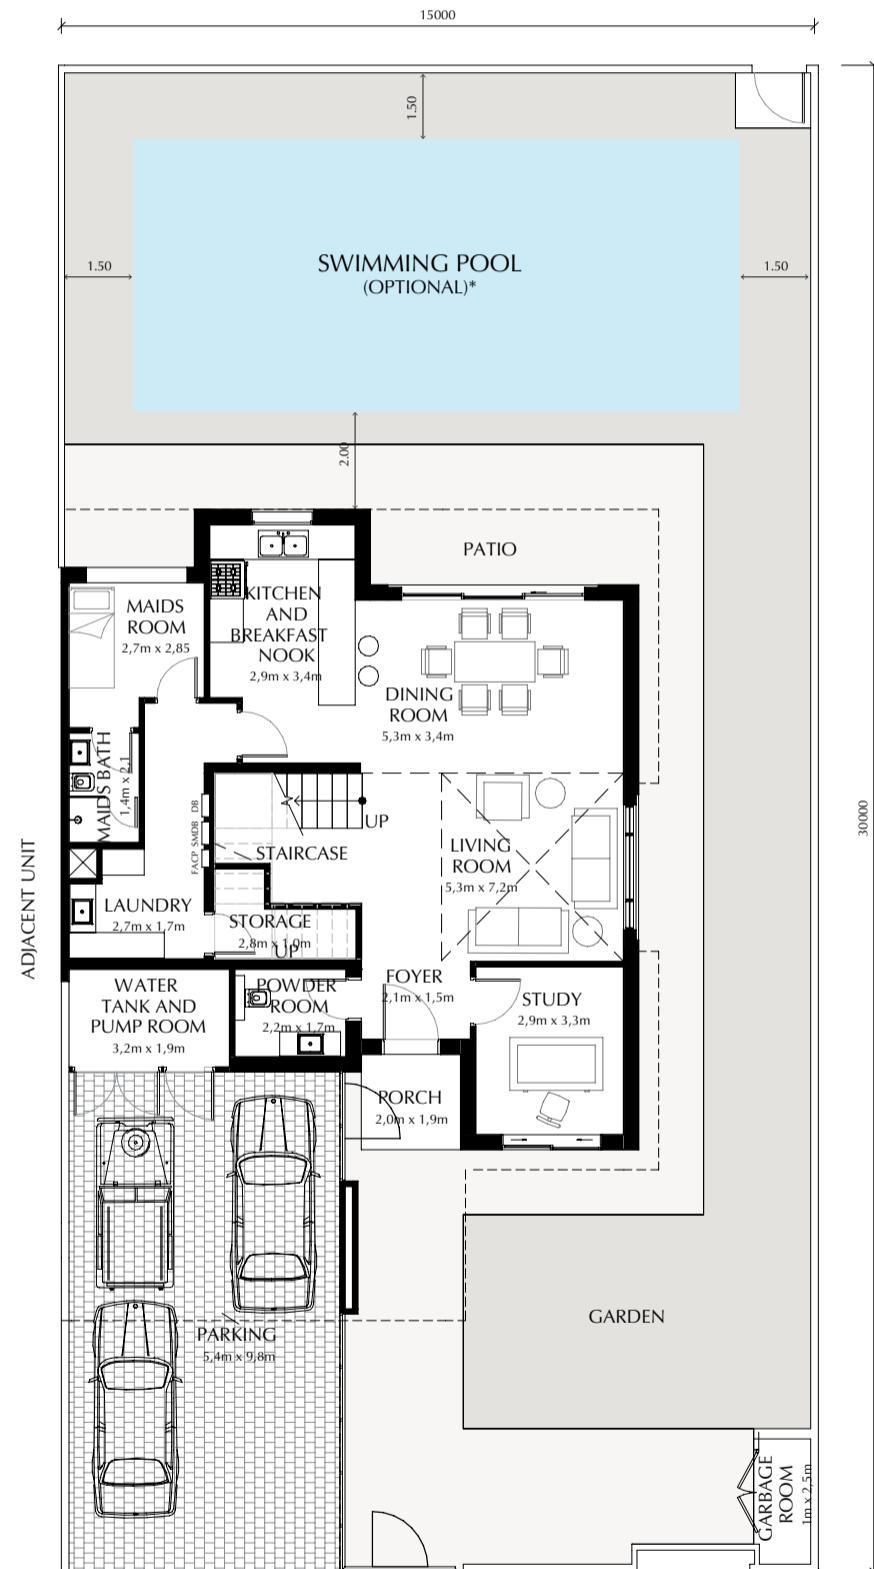 15000
1.50
SWIMMING POOL
(OPTIONAL)*
1.50
1.50
2.00
PATIO
MAIDS
ROOM
2,7m x 2,85
KITCHEN
AND
BREAKFAST
NOOK
2,9m x 3,4m
DINING
ROOM
5,3m x 3,4m
MAIDS BATH
1,4m x 2,1
FACP SMDB DB
UP
STAIRCASE
LIVING
ROOM
5,3m x 7,2m
30000
ADJACENT UNIT
LAUNDRY
2,7m x 1,7m
STORAGE
2,8m x 1,0m
UP
WATER
TANK AND
PUMP ROOM
3,2m x 1,9m
POWDER
ROOM
2,2m x 1,7m
FOYER
2,1m x 1,5m
STUDY
2,9m x 3,3m
PORCH
2,0m x 1,9m
PARKING
5,4m x 9,8m
GARDEN
GARBAGE
ROOM
1m x 2,5m